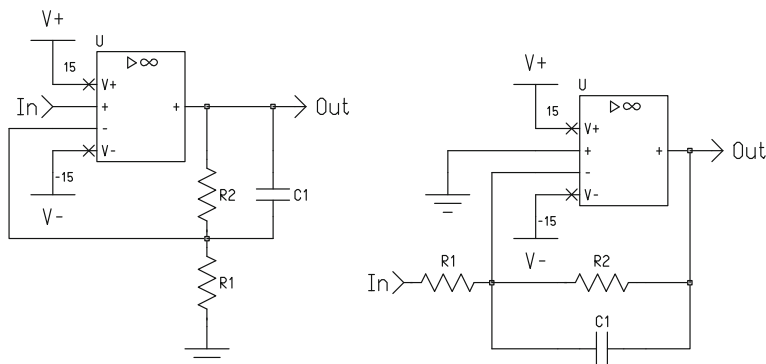 V+
U
15
▷∞
V+
In
+
+
Out
-
V-
-15
V-
R2
C1
R1
V+
U
15
▷∞
V+
+
+
Out
-
V-
-15
V-
In
R1
R2
C1